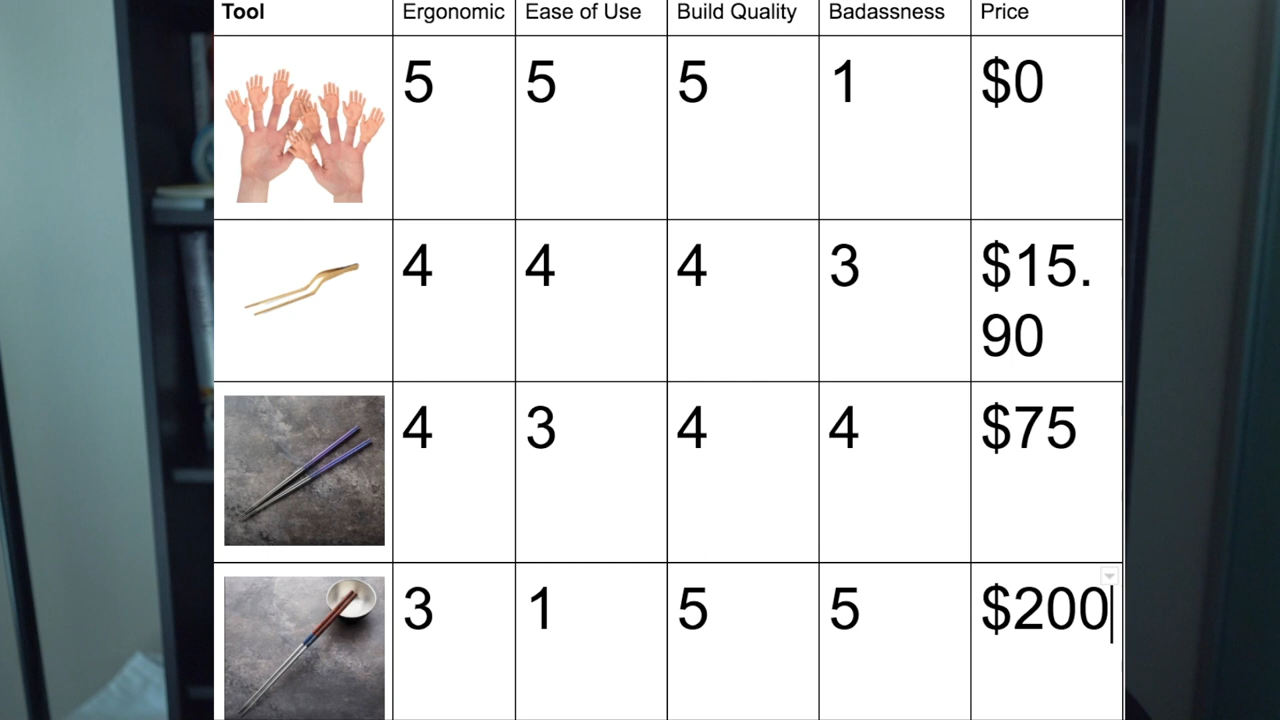 Tool Ergonomic Ease of Use Build Quality Badassness Price
5 5 5 1 $0
4 4 4 3 $15.
90
4 3 4 4 $75
3 1 5 5 $200